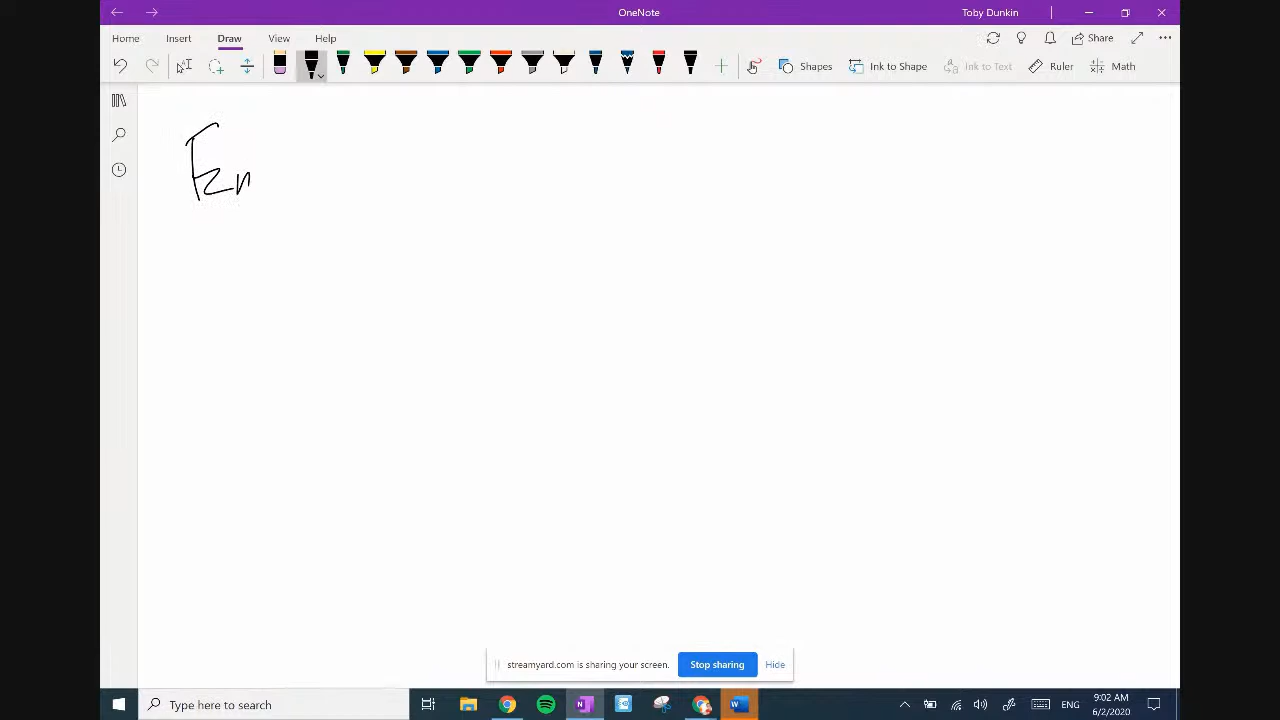 OneNote
Toby Dunkin
Home Insert Draw View Help
Share
Shapes Ink to Shape Ink to Text Ruler Math
streamyard.com is sharing your screen. Stop sharing Hide
Type here to search
ENG
9:02 AM
6/2/2020